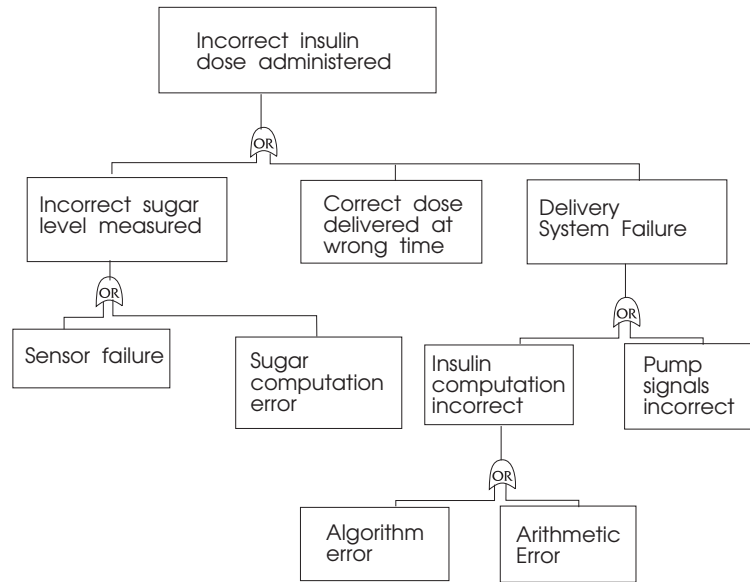 Incorrect insulin
dose administered
OR
Incorrect sugar
level measured
Correct dose
delivered at
wrong time
Delivery
System Failure
OR
OR
Sensor failure
Sugar
computation
error
Insulin
computation
incorrect
Pump
signals
incorrect
OR
Algorithm
error
Arithmetic
Error